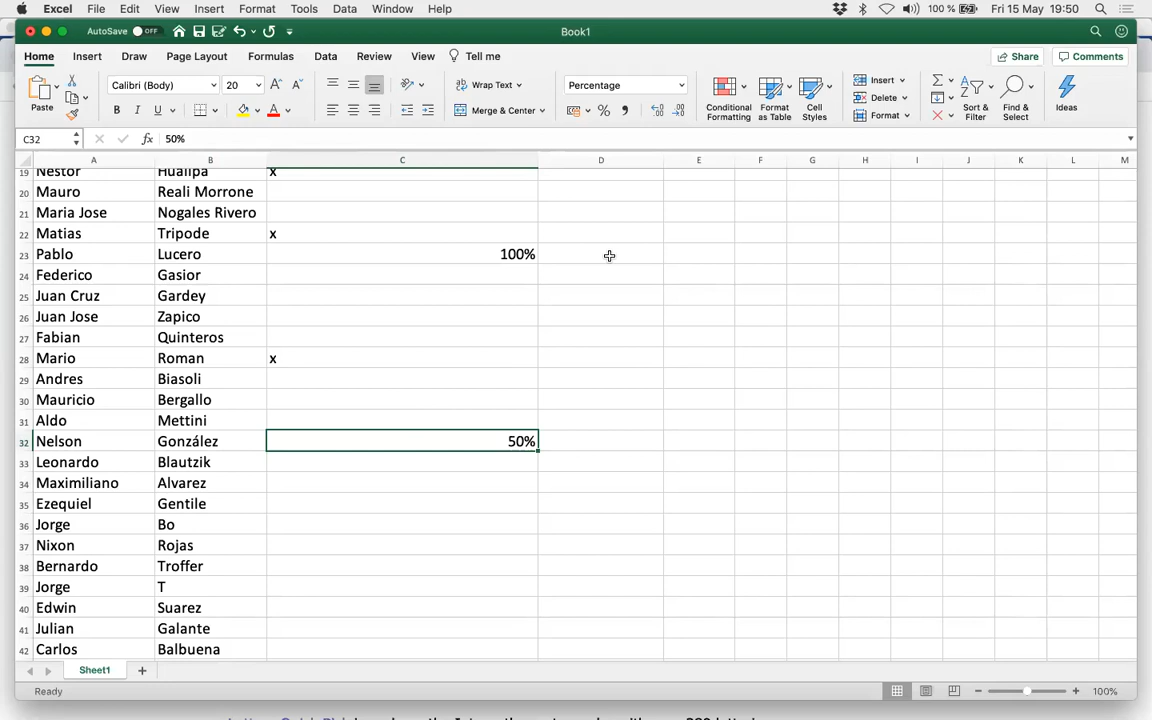 Excel File Edit View Insert Format Tools Data Window Help 100 % Fri 15 May 19:50
AutoSave OFF Book1
Home Insert Draw Page Layout Formulas Data Review View Tell me Share Comments
Paste Calibri (Body) 20 A A Wrap Text Percentage Conditional Formatting Format as Table Cell Styles Insert Sort & Filter Find & Select Ideas
B I U A Merge & Center % Delete
Format
C32 fx 50%
A B C D E F G H I J K L M
19 Nestor Huallpa x
20 Mauro Reali Morrone
21 Maria Jose Nogales Rivero
22 Matias Tripode x
23 Pablo Lucero 100%
24 Federico Gasior
25 Juan Cruz Gardey
26 Juan Jose Zapico
27 Fabian Quinteros
28 Mario Roman x
29 Andres Biasoli
30 Mauricio Bergallo
31 Aldo Mettini
32 Nelson González 50%
33 Leonardo Blautzik
34 Maximiliano Alvarez
35 Ezequiel Gentile
36 Jorge Bo
37 Nixon Rojas
38 Bernardo Troffer
39 Jorge T
40 Edwin Suarez
41 Julian Galante
42 Carlos Balbuena
Sheet1
Ready 100%